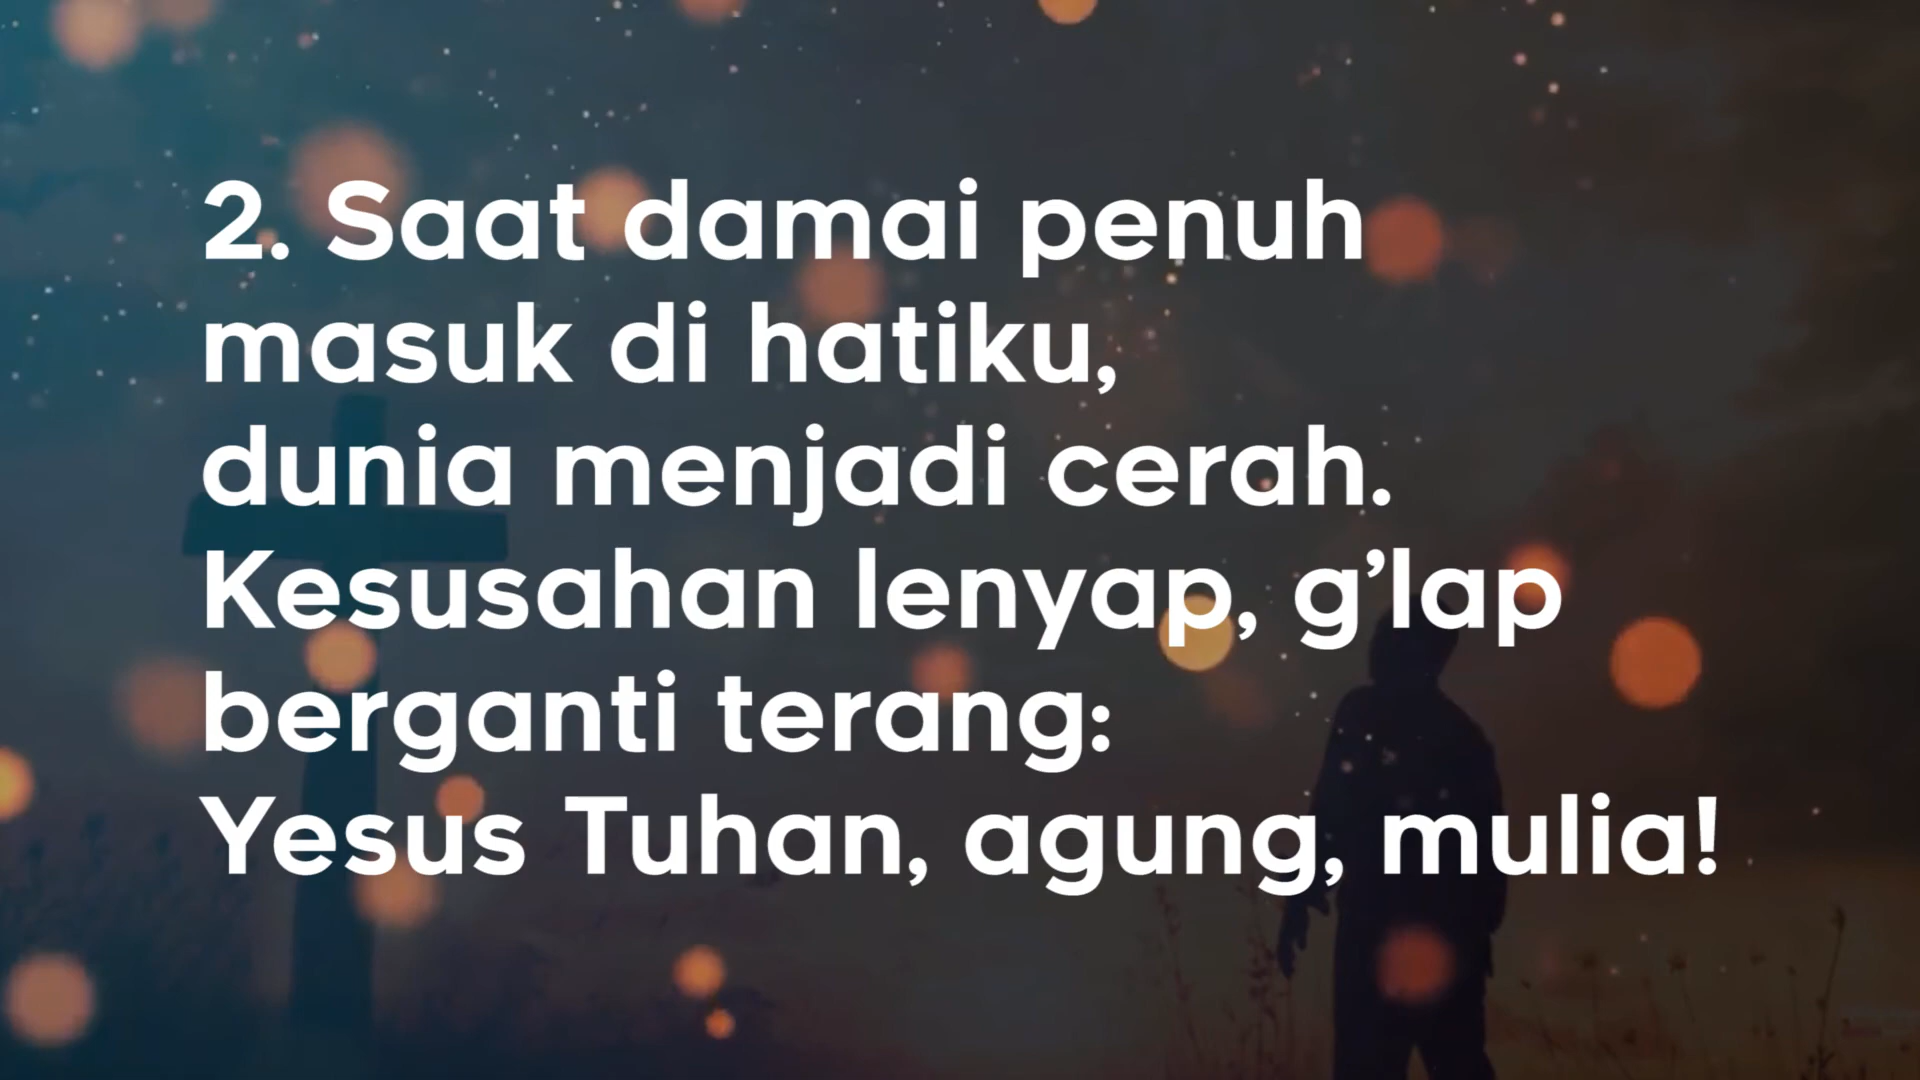 2. Saat damai penuh
masuk di hatiku,
dunia menjadi cerah.
Kesusahan lenyap, g’lap
berganti terang:
Yesus Tuhan, agung, mulia!